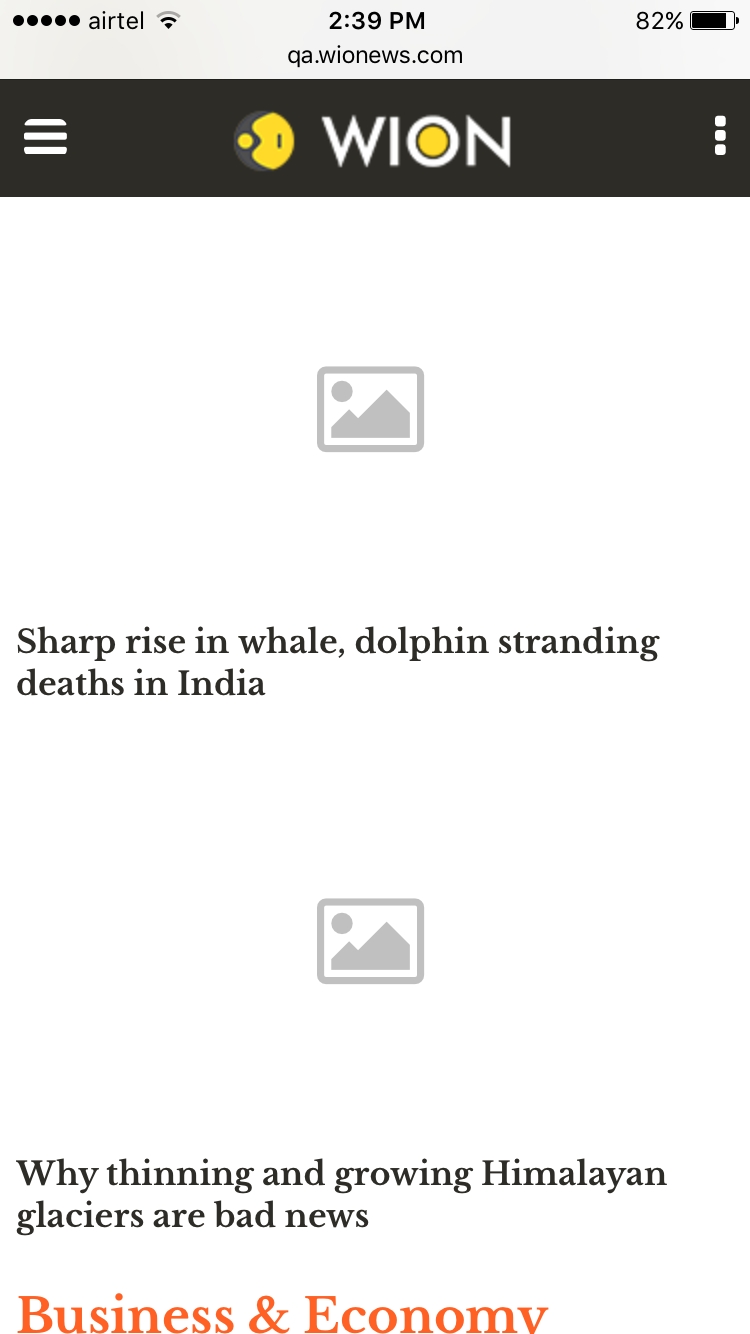 airtel 2:39 PM 82%
qa.wionews.com
WION
Sharp rise in whale, dolphin stranding
deaths in India
Why thinning and growing Himalayan
glaciers are bad news
Business & Economy